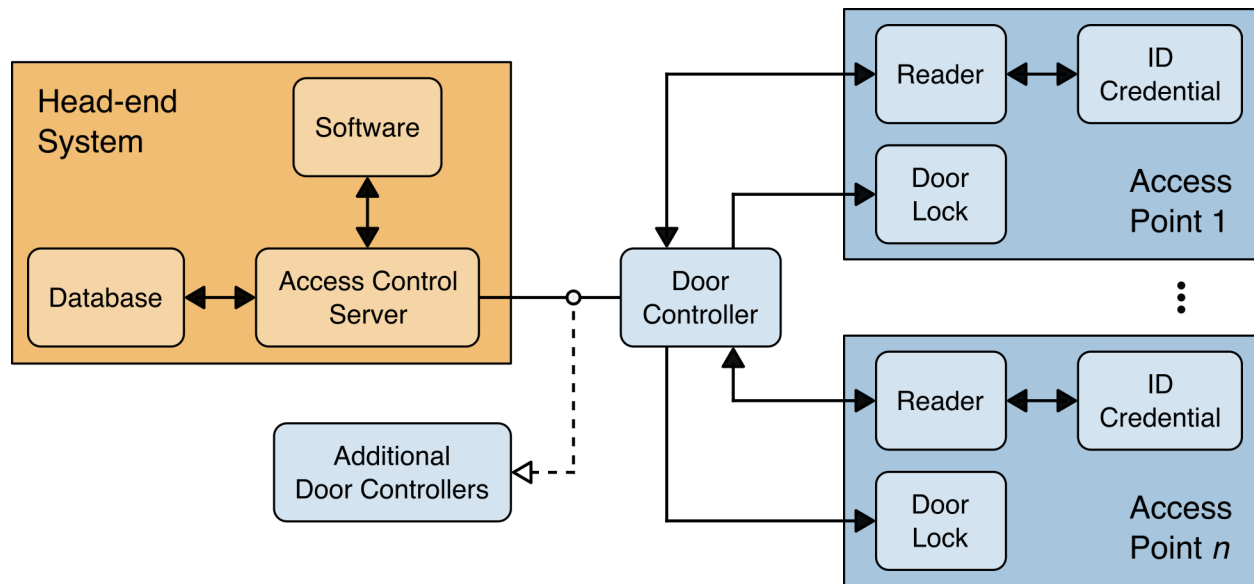 Head-end
System
Software
Database
Access Control
Server
Additional
Door Controllers
Door
Controller
Reader
ID
Credential
Door
Lock
Access
Point 1
Reader
ID
Credential
Door
Lock
Access
Point n